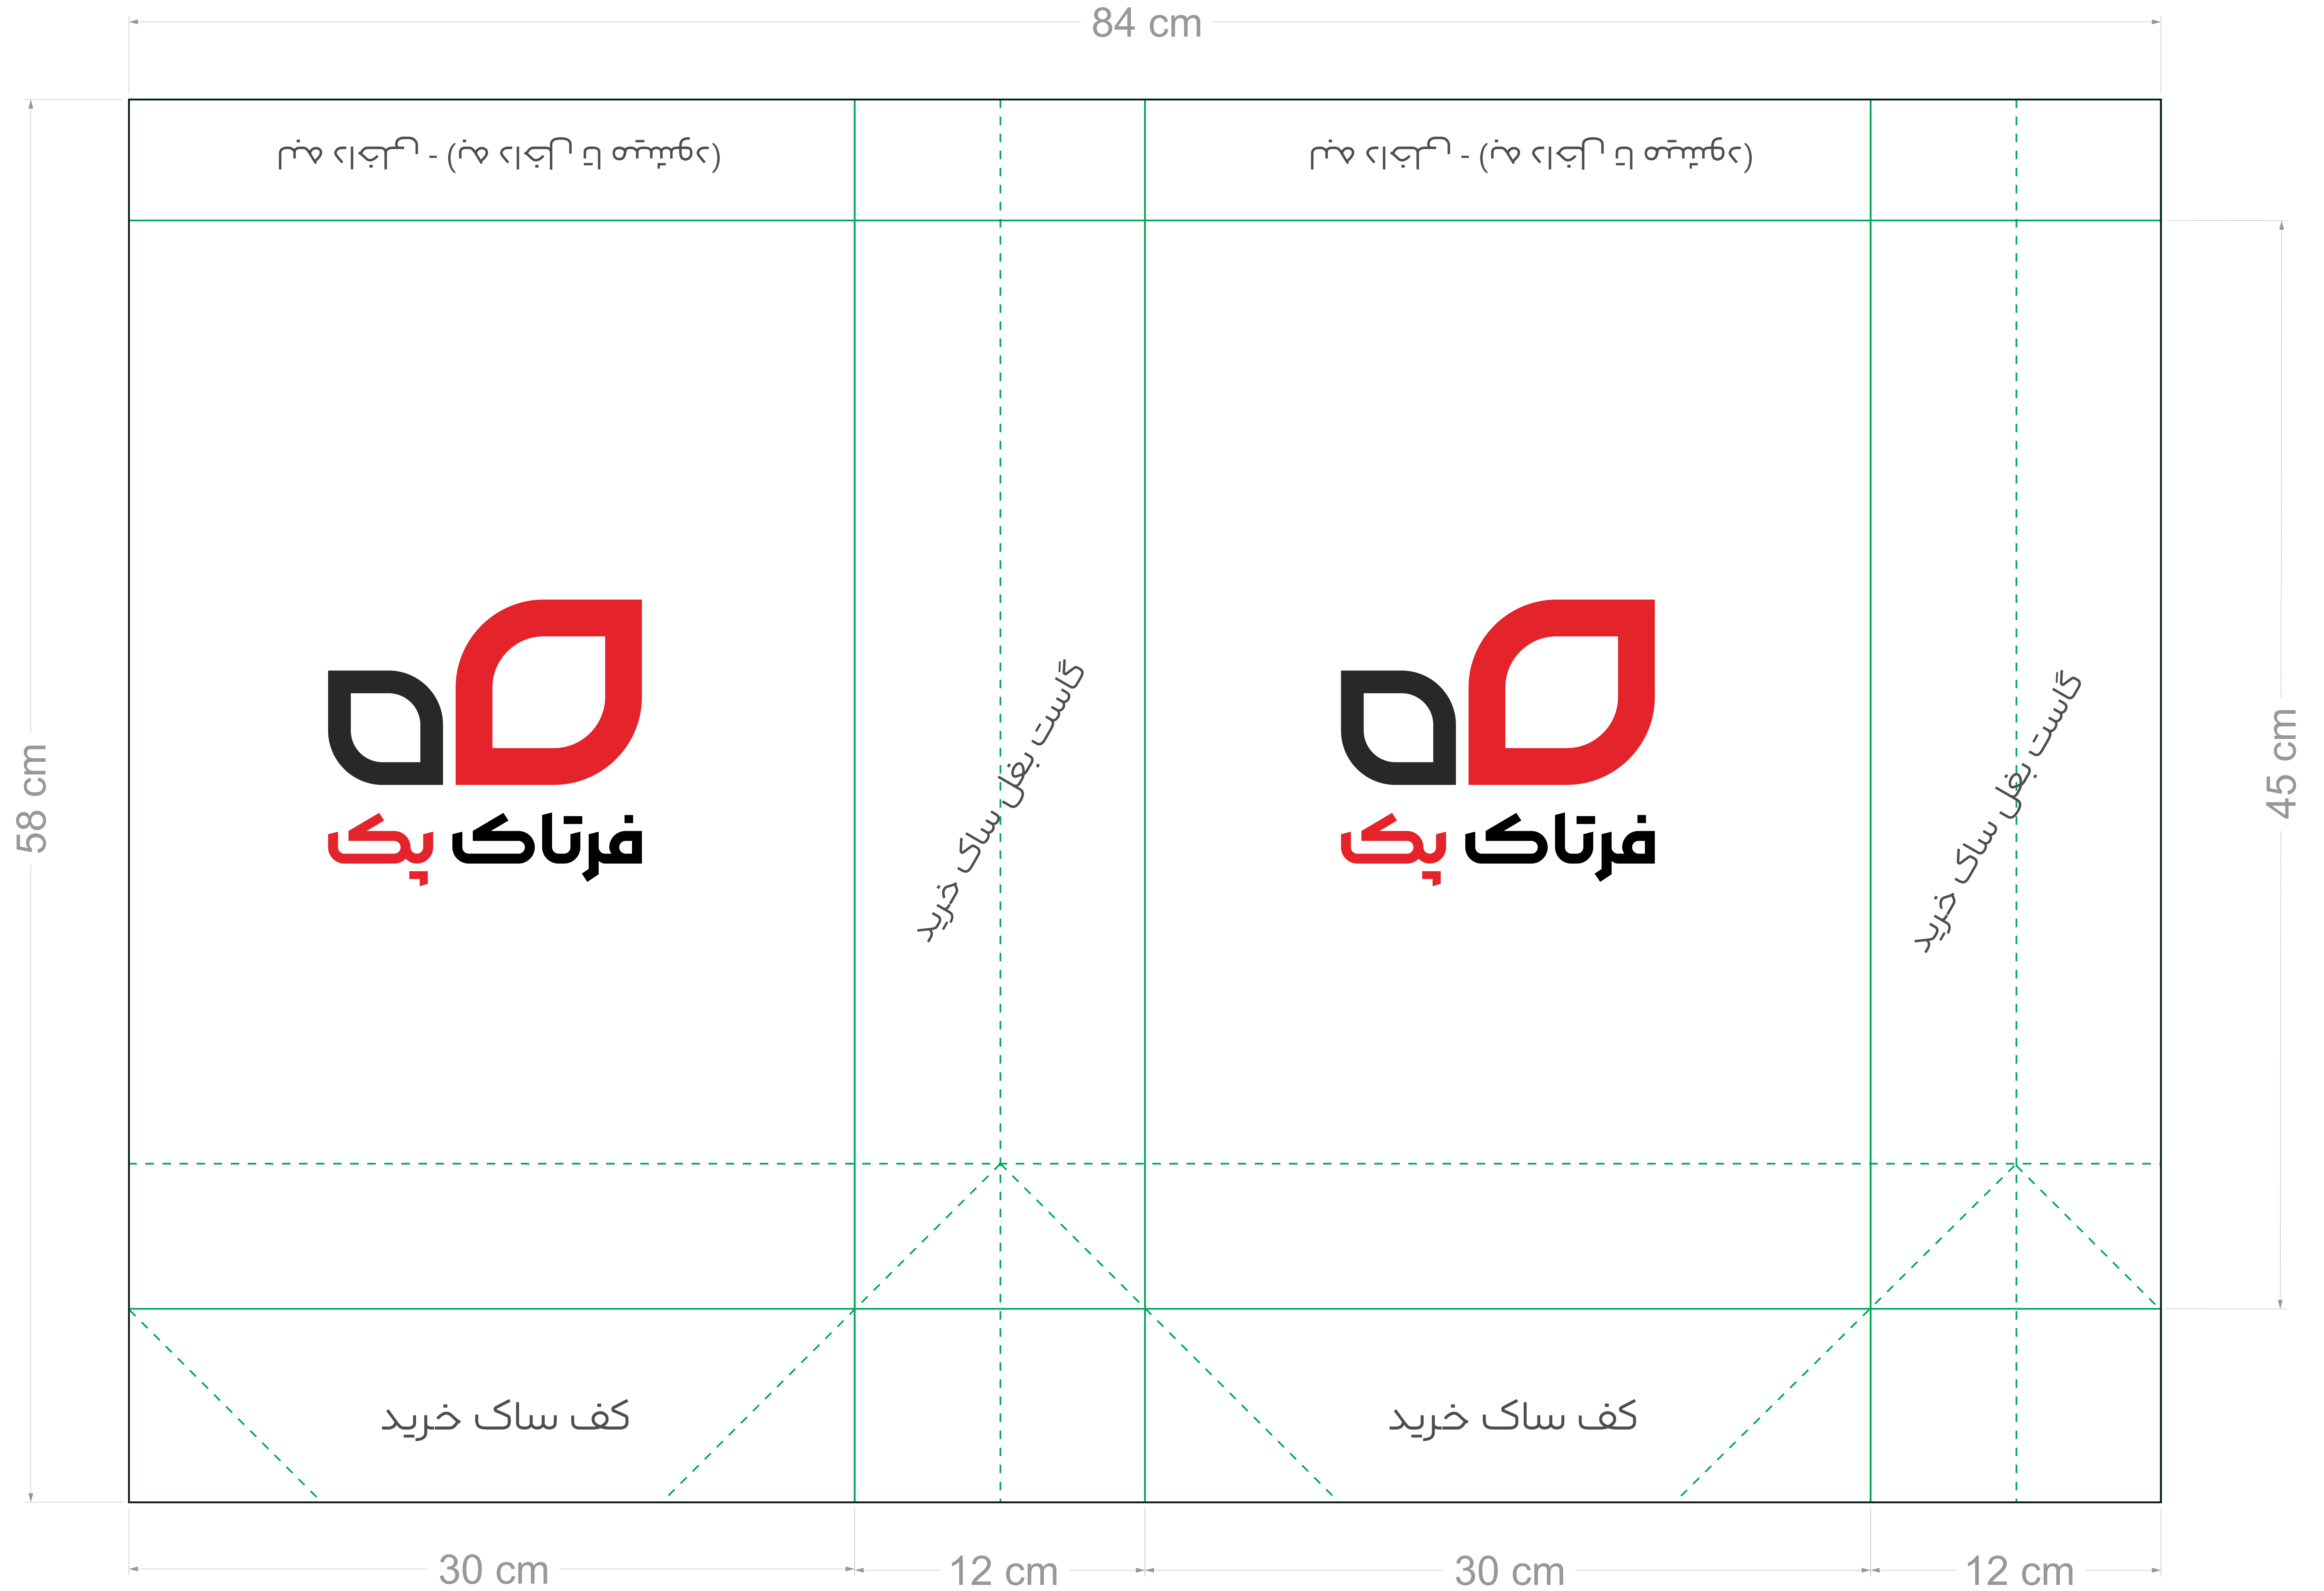 84 cm
58 cm
فرتاک پک
گاست بغل ساک خرید
فرتاک پک
گاست بغل ساک خرید
45 cm
کف ساک خرید
کف ساک خرید
30 cm
12 cm
30 cm
12 cm